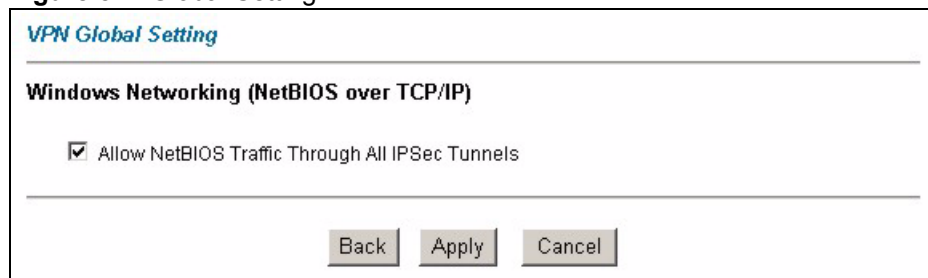 VPN Global Setting
Windows Networking (NetBIOS over TCP/IP)
Allow NetBIOS Traffic Through All IPSec Tunnels
Back Apply Cancel